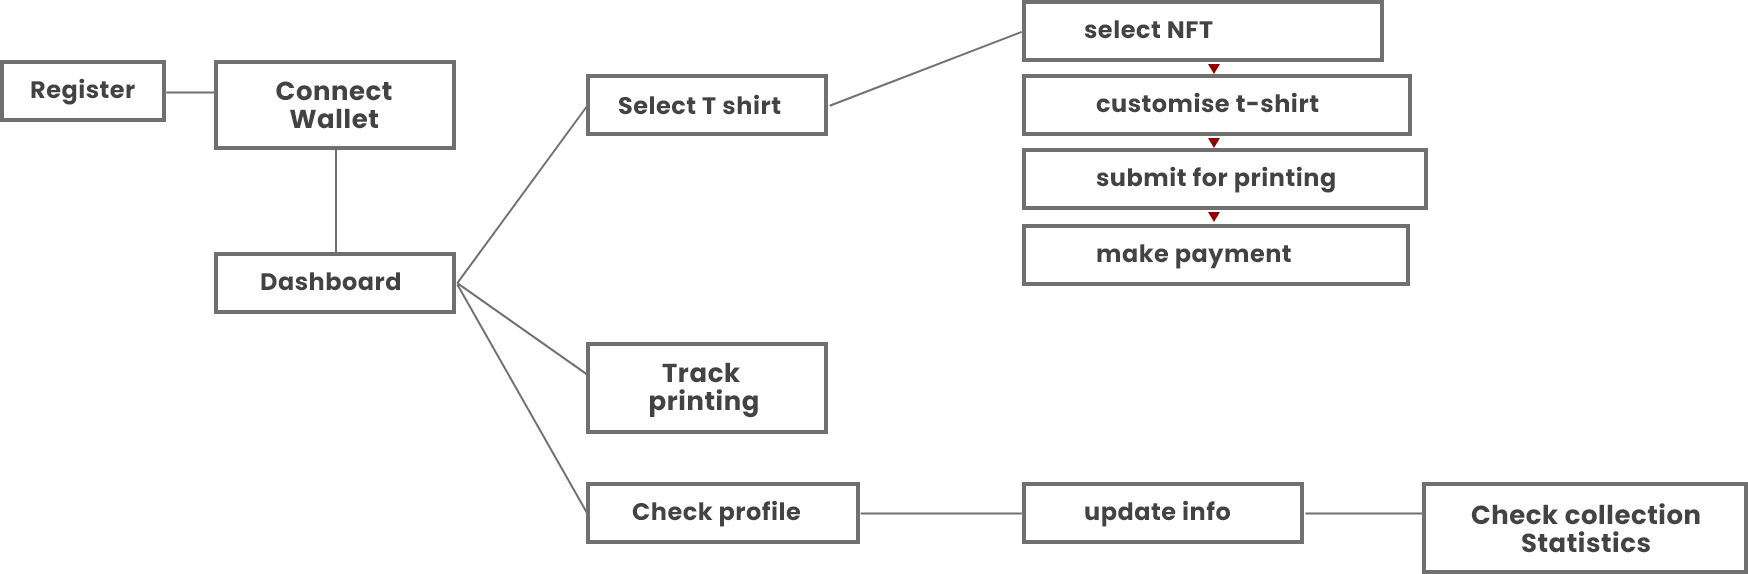 Register
Connect
Wallet
Dashboard
Select T shirt
select NFT
customise t-shirt
submit for printing
make payment
Track
printing
Check profile
update info
Check collection
Statistics